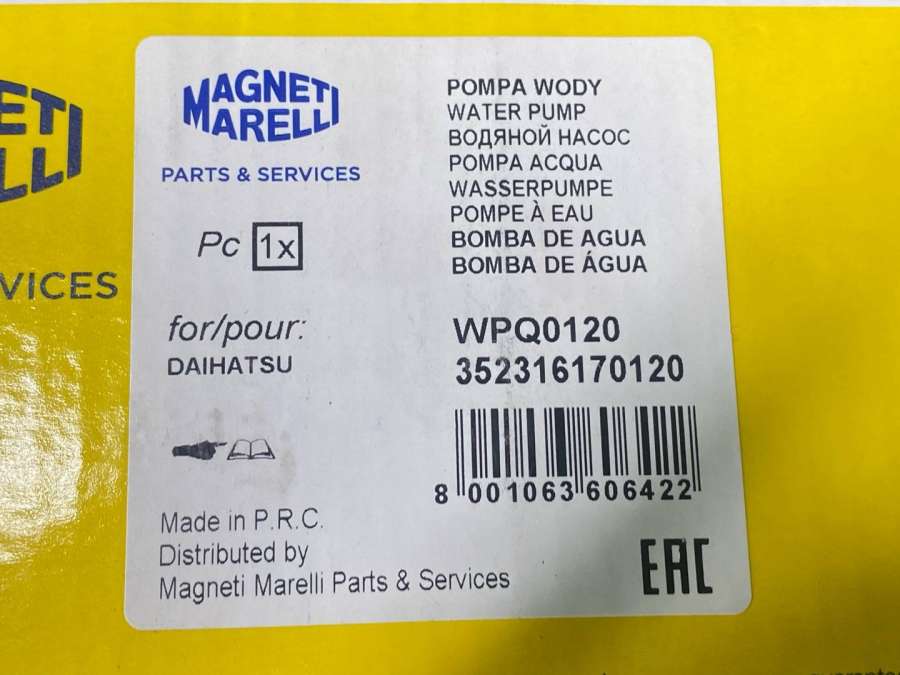 MAGNETI
MARELLI
PARTS & SERVICES
Pc 1x
for/pour:
DAIHATSU
POMPA WODY
WATER PUMP
ВОДЯНОЙ НАСОС
POMPA ACQUA
WASSERPUMPE
POMPE À EAU
BOMBA DE AGUA
BOMBA DE ÁGUA
WPQ0120
352316170120
8 001063 606422
Made in P.R.C.
Distributed by
Magneti Marelli Parts & Services
EAC
ETI
ELLI
VICES